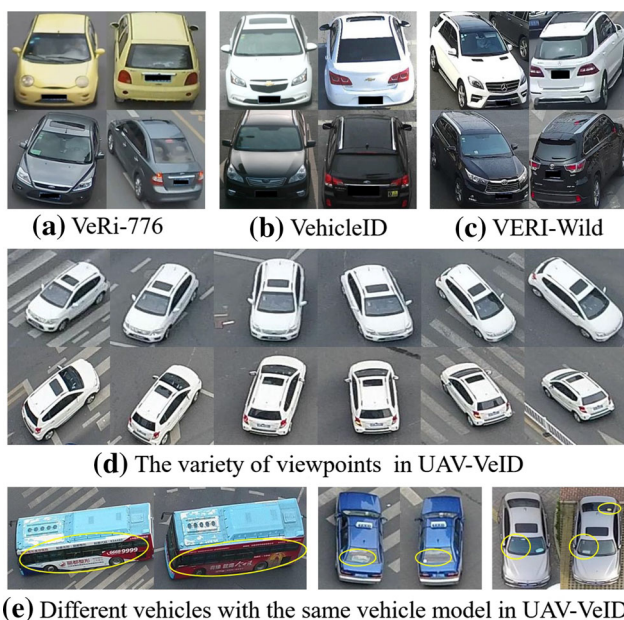 (a) VeRi-776 (b) VehicleID (c) VERI-Wild
(d) The variety of viewpoints in UAV-VeID
9999
(e) Different vehicles with the same vehicle model in UAV-VeID